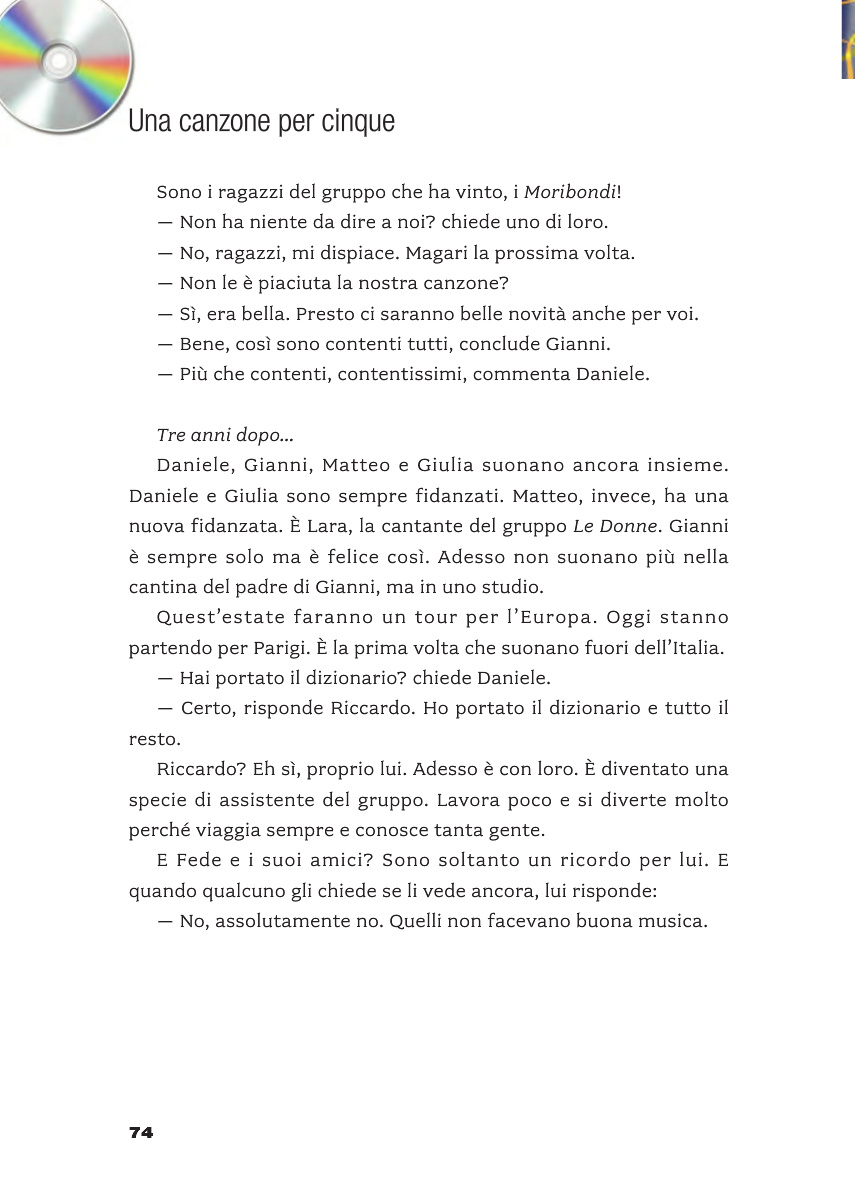 Una canzone per cinque
Sono i ragazzi del gruppo che ha vinto, i Moribondi!
— Non ha niente da dire a noi? chiede uno di loro.
— No, ragazzi, mi dispiace. Magari la prossima volta.
— Non le è piaciuta la nostra canzone?
— Sì, era bella. Presto ci saranno belle novità anche per voi.
— Bene, così sono contenti tutti, conclude Gianni.
— Più che contenti, contentissimi, commenta Daniele.
Tre anni dopo...
Daniele, Gianni, Matteo e Giulia suonano ancora insieme.
Daniele e Giulia sono sempre fidanzati. Matteo, invece, ha una
nuova fidanzata. È Lara, la cantante del gruppo Le Donne. Gianni
è sempre solo ma è felice così. Adesso non suonano più nella
cantina del padre di Gianni, ma in uno studio.
Quest’estate faranno un tour per l’Europa. Oggi stanno
partendo per Parigi. È la prima volta che suonano fuori dell’Italia.
— Hai portato il dizionario? chiede Daniele.
— Certo, risponde Riccardo. Ho portato il dizionario e tutto il
resto.
Riccardo? Eh sì, proprio lui. Adesso è con loro. È diventato una
specie di assistente del gruppo. Lavora poco e si diverte molto
perché viaggia sempre e conosce tanta gente.
E Fede e i suoi amici? Sono soltanto un ricordo per lui. E
quando qualcuno gli chiede se li vede ancora, lui risponde:
— No, assolutamente no. Quelli non facevano buona musica.
74